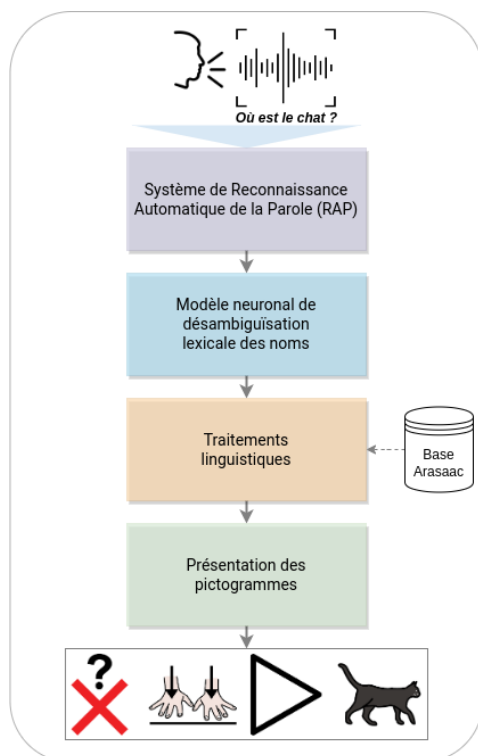 Où est le chat ?
Système de Reconnaissance
Automatique de la Parole (RAP)
Modèle neuronal de
désambiguïsation
lexicale des noms
Traitements
linguistiques
Base
Arasaac
Présentation des
pictogrammes
?